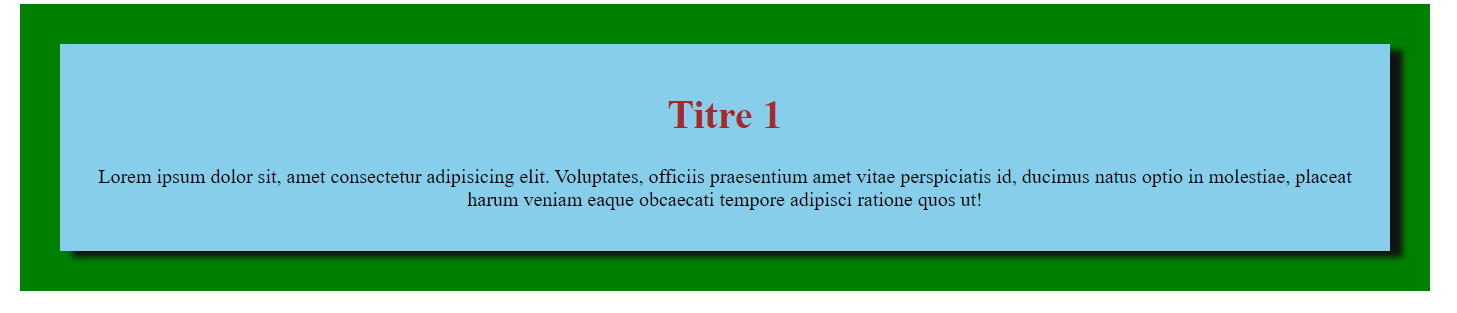 Titre 1
Lorem ipsum dolor sit, amet consectetur adipisicing elit. Voluptates, officiis praesentium amet vitae perspiciatis id, ducimus natus optio in molestiae, placeat
harum veniam eaque obcaecati tempore adipisci ratione quos ut!